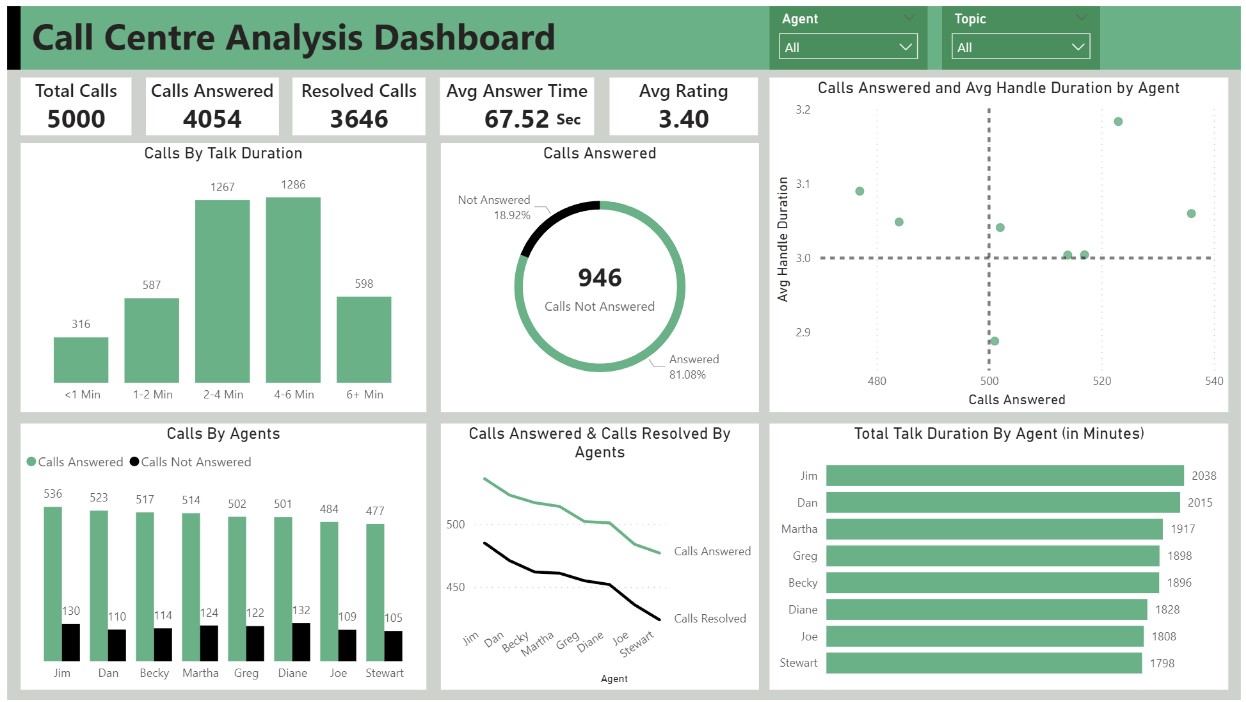 Call Centre Analysis Dashboard
Agent
All
Topic
All
Total Calls
5000
Calls Answered
4054
Resolved Calls
3646
Avg Answer Time
67.52 Sec
Avg Rating
3.40
Calls By Talk Duration
316
587
1267
1286
598
<1 Min
1-2 Min
2-4 Min
4-6 Min
6+ Min
Calls Answered
Not Answered
18.92%
946
Calls Not Answered
Answered
81.08%
Calls Answered and Avg Handle Duration by Agent
Avg Handle Duration
3.2
3.1
3.0
2.9
480
500
520
540
Calls Answered
Calls By Agents
Calls Answered
Calls Not Answered
536
523
517
514
502
501
484
477
130
110
114
124
122
132
109
105
Jim
Dan
Becky
Martha
Greg
Diane
Joe
Stewart
Calls Answered & Calls Resolved By
Agents
500
450
Calls Answered
Calls Resolved
Jim
Dan
Becky
Martha
Greg
Diane
Joe
Stewart
Agent
Total Talk Duration By Agent (in Minutes)
Jim 2038
Dan 2015
Martha 1917
Greg 1898
Becky 1896
Diane 1828
Joe 1808
Stewart 1798